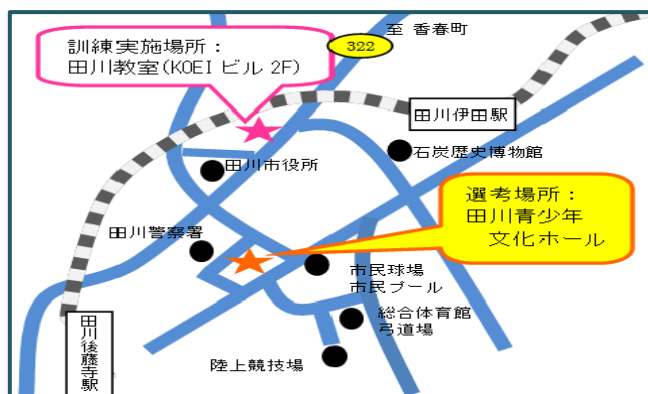 至 香春町
322
訓練実施場所：
田川教室(KOEI ビル 2F)
田川伊田駅
石炭歴史博物館
田川市役所
選考場所：
田川青少年
文化ホール
田川警察署
市民球場
市民プール
総合体育館
弓道場
田川後藤寺駅
陸上競技場